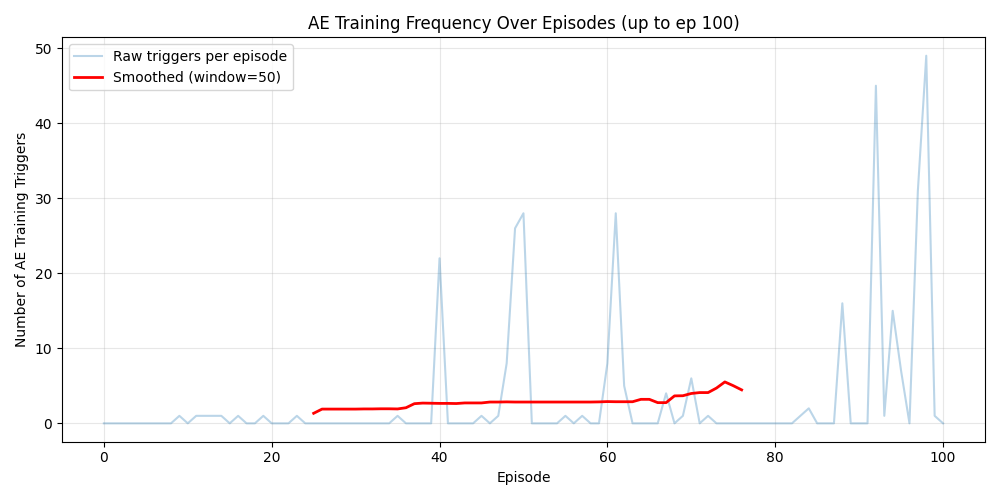 AE Training Frequency Over Episodes (up to ep 100)
Raw triggers per episode
Smoothed (window=50)
Number of AE Training Triggers
50
40
30
20
10
0
0 20 40 60 80 100
Episode